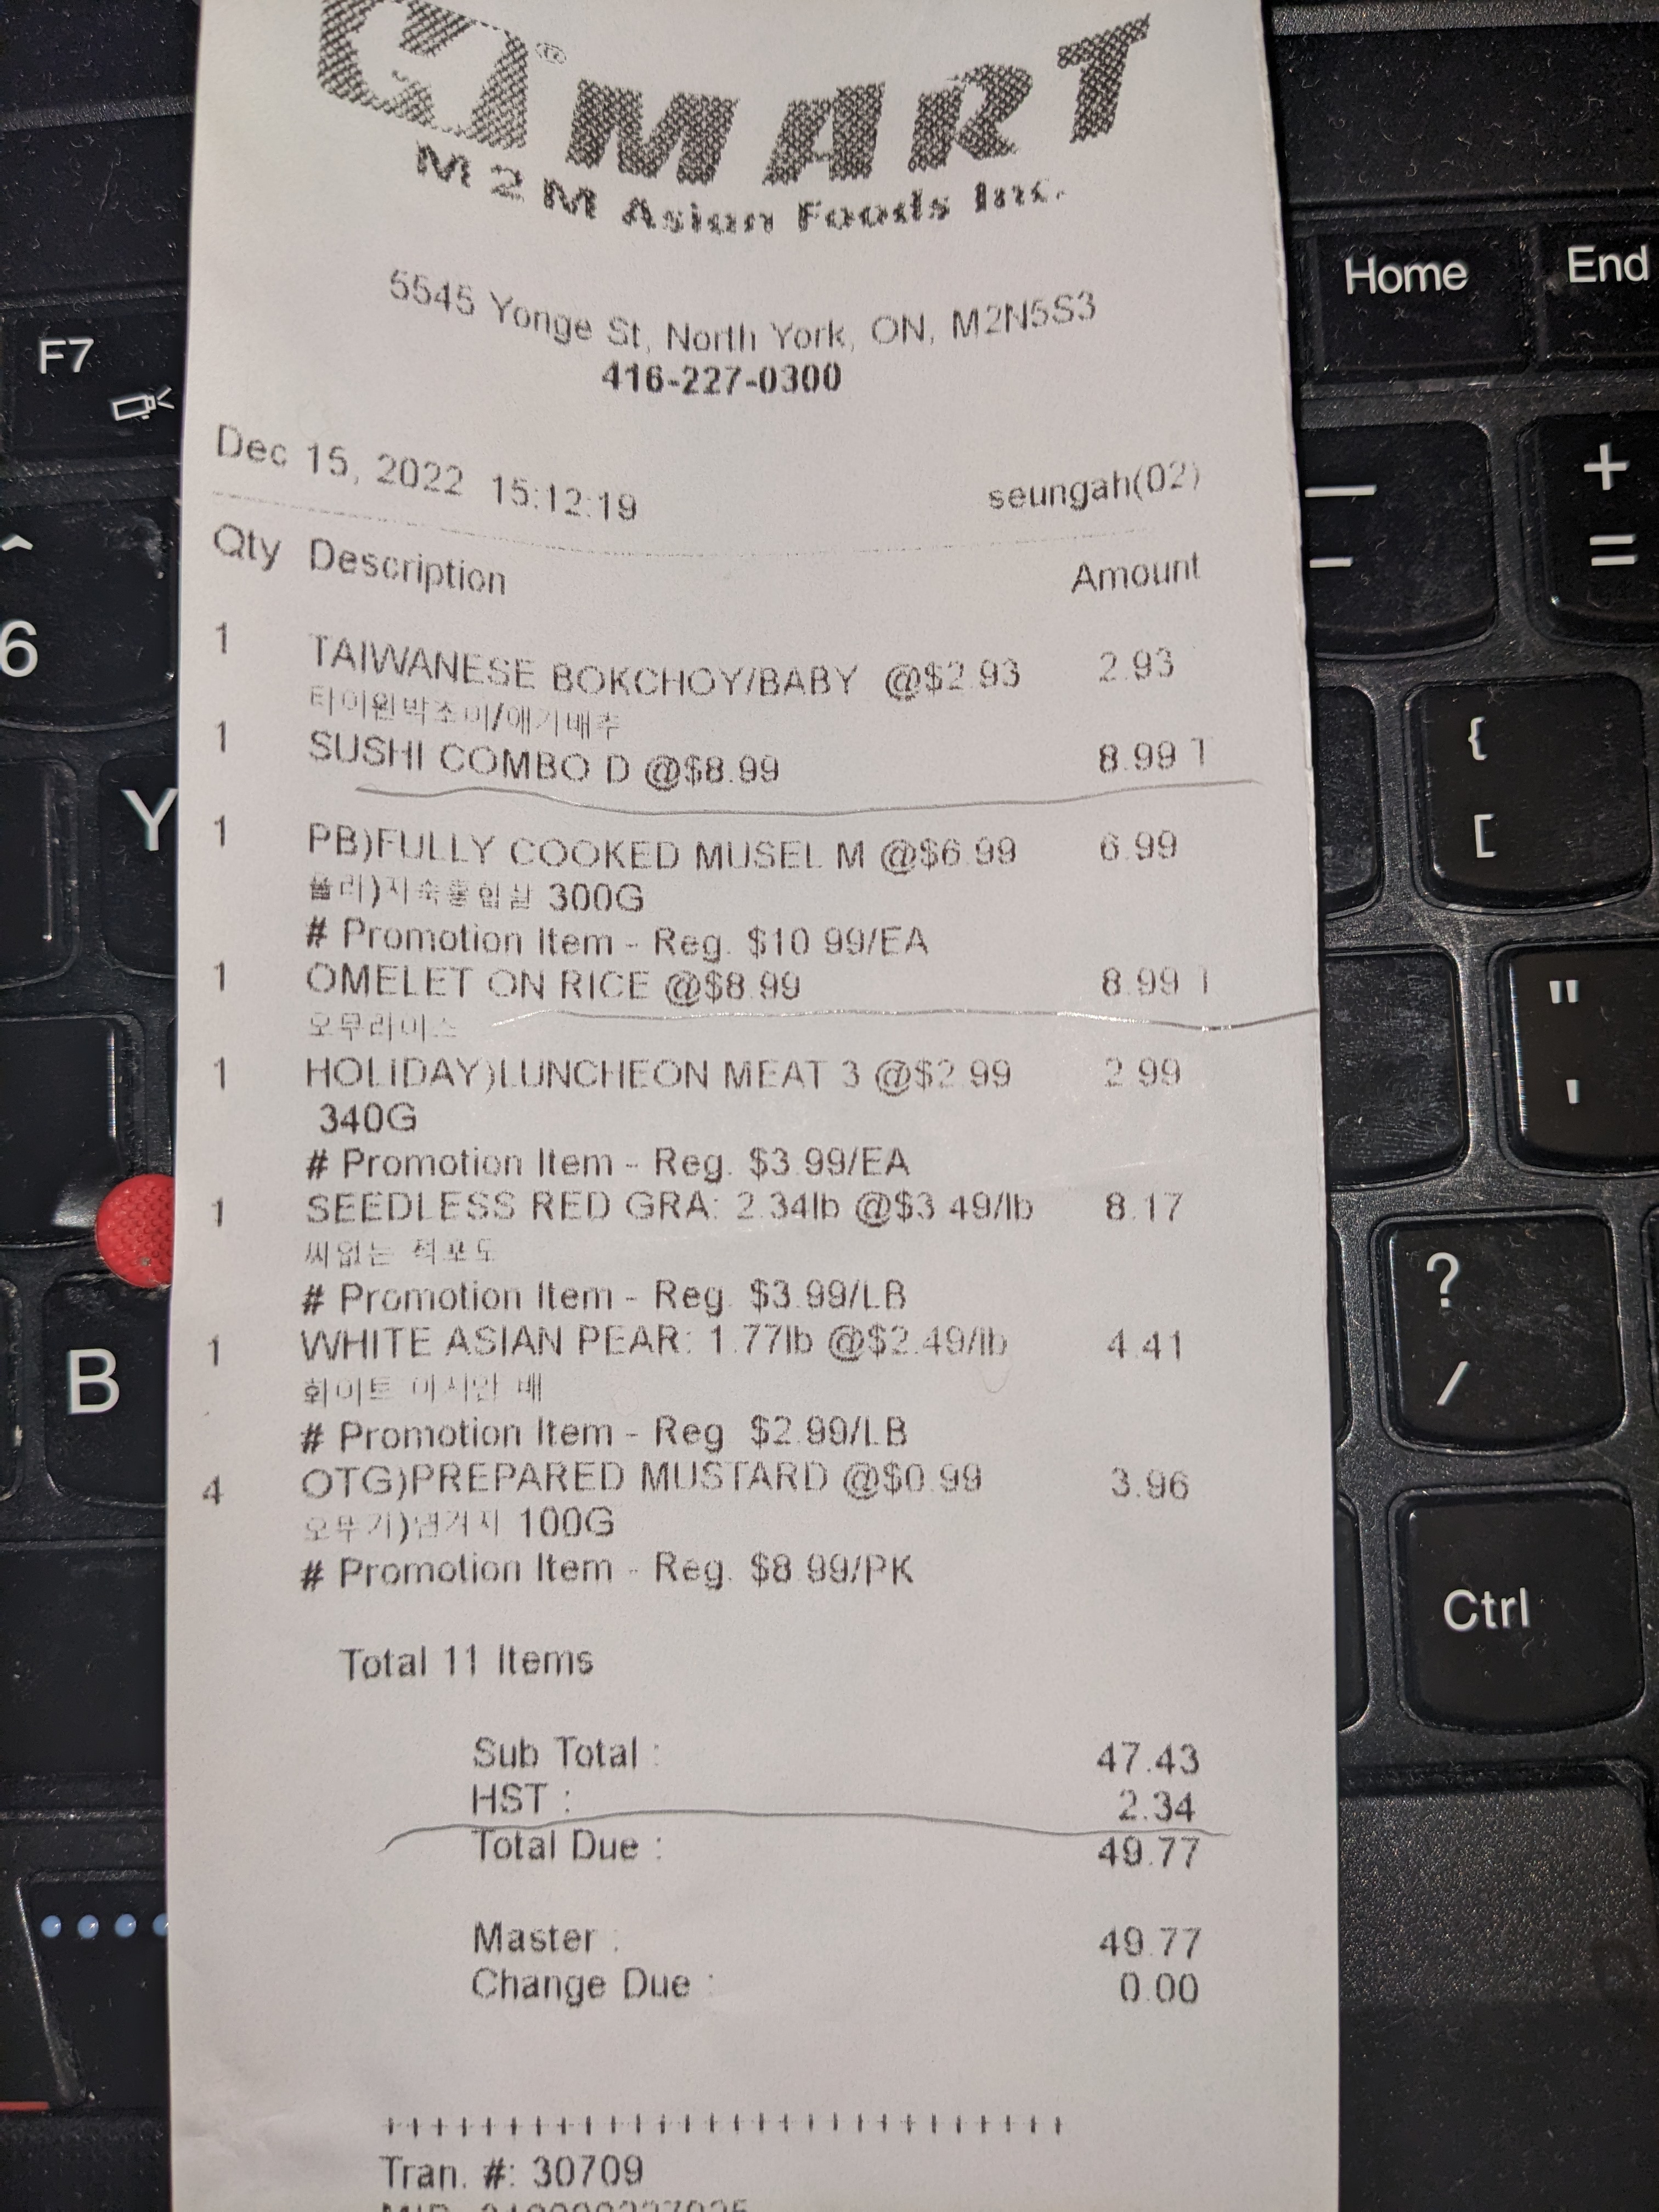 H MART
M2M Asian Foods Inc.
5545 Yonge St, North York, ON, M2N5S3
416-227-0300
Dec 15, 2022 15:12:19 seungah(02)
Qty Description Amount
1 TAIWANESE BOKCHOY/BABY @$2.93 2.93
타이완박초이/애기배추
1 SUSHI COMBO D @$8.99 8.99 T
1 PB)FULLY COOKED MUSEL M @$6.99 6.99
풀러)자숙홍합살 300G
# Promotion Item - Reg. $10.99/EA
1 OMELET ON RICE @$8.99 8.99 T
오무라이스
1 HOLIDAY)LUNCHEON MEAT 3 @$2.99 2.99
340G
# Promotion Item - Reg. $3.99/EA
1 SEEDLESS RED GRA: 2.34lb @$3.49/lb 8.17
씨없는 적포도
# Promotion Item - Reg. $3.99/LB
1 WHITE ASIAN PEAR: 1.77lb @$2.49/lb 4.41
화이트 아시안 배
# Promotion Item - Reg. $2.99/LB
4 OTG)PREPARED MUSTARD @$0.99 3.96
오뚜기)연겨자 100G
# Promotion Item - Reg. $8.99/PK
Total 11 Items
Sub Total : 47.43
HST : 2.34
Total Due : 49.77
Master : 49.77
Change Due : 0.00
++++++++++++++++++++++++++++
Tran. #: 30709
F7
^
6
Y
B
Home
End
—
-
+
=
{
[
"
'
?
/
Ctrl